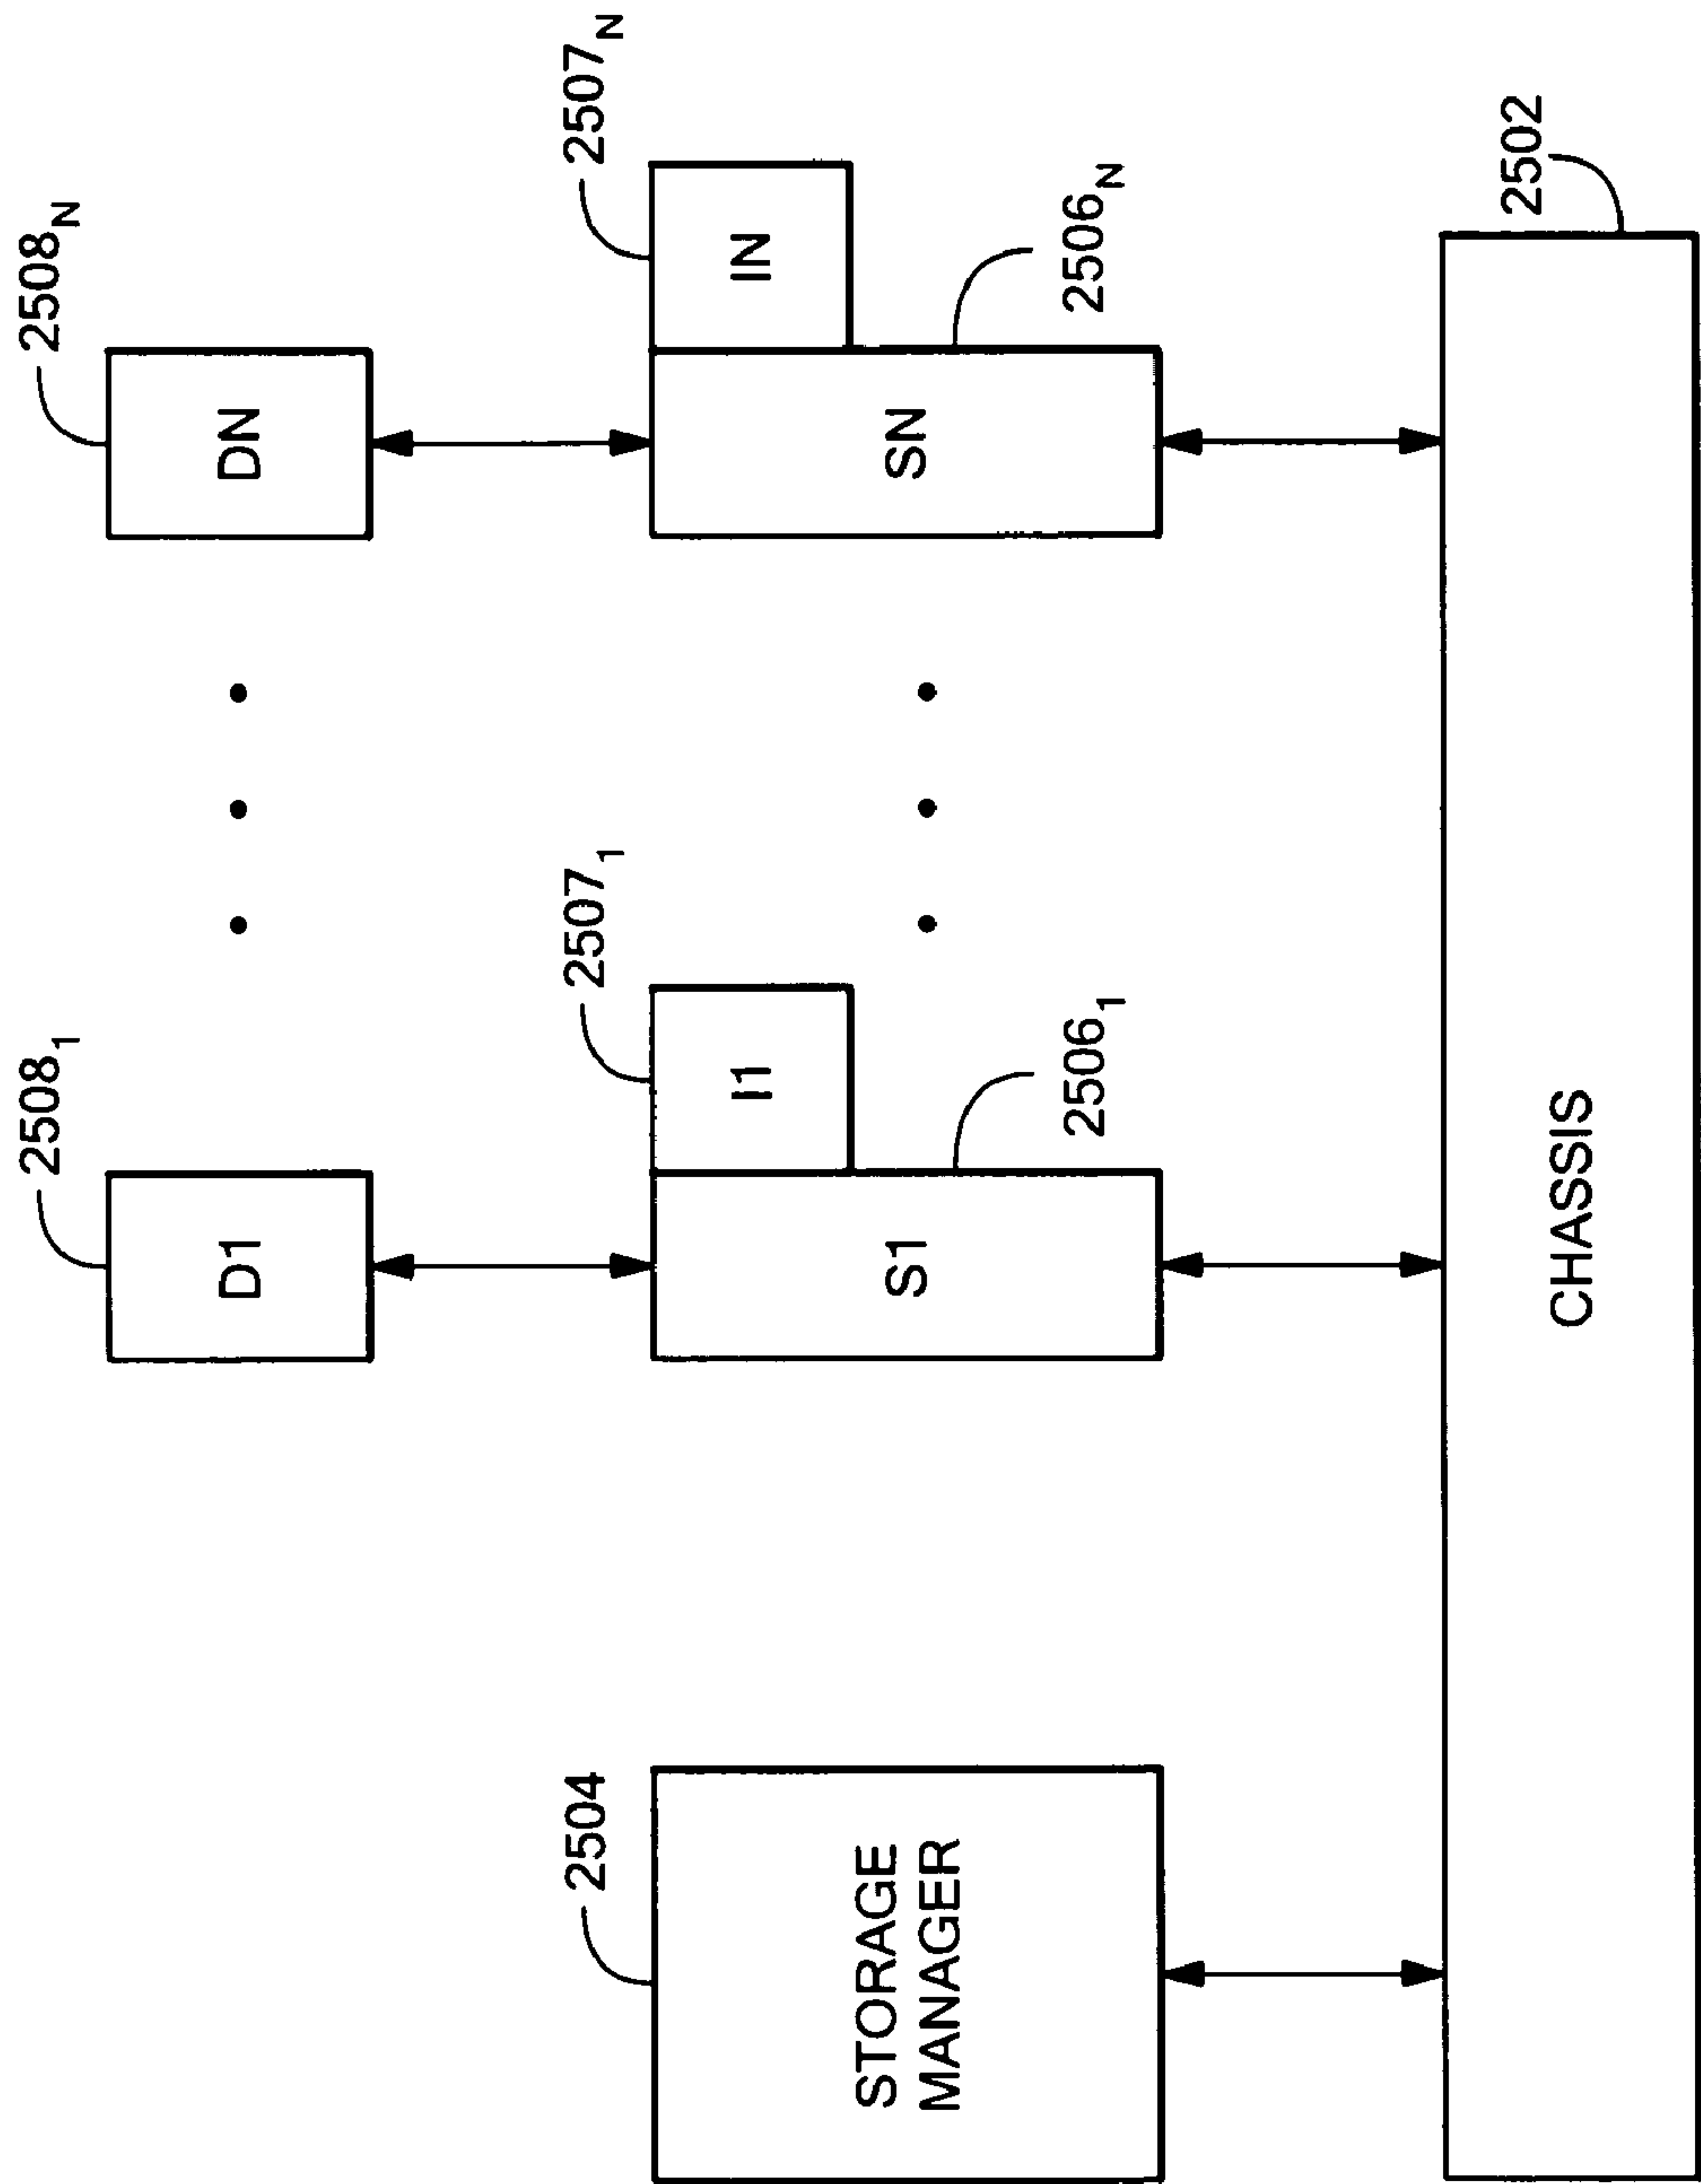 2508₁
2508N
D1
DN
2504
2507₁
2507N
I1
IN
STORAGE
MANAGER
S1
SN
2506₁
2506N
2502
CHASSIS